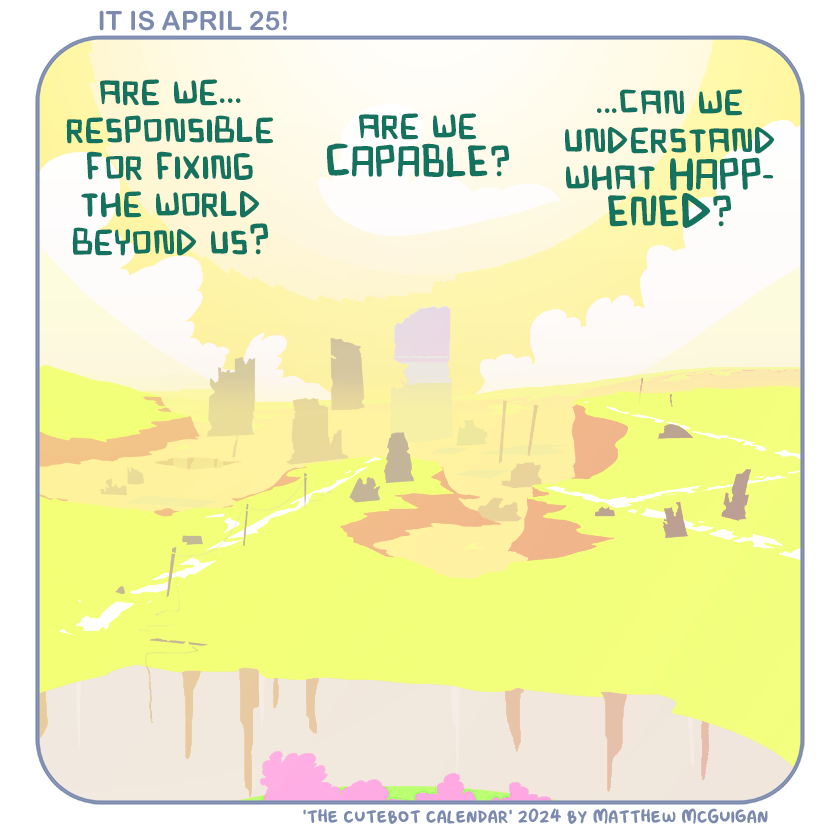 IT IS APRIL 25!
ARE WE...
RESPONSIBLE
FOR FIXING
THE WORLD
BEYOND US?
ARE WE
CAPABLE?
...CAN WE
UNDERSTAND
WHAT HAPP-
ENED?
'THE CUTEBOT CALENDAR' 2024 BY MATTHEW MCGUIGAN